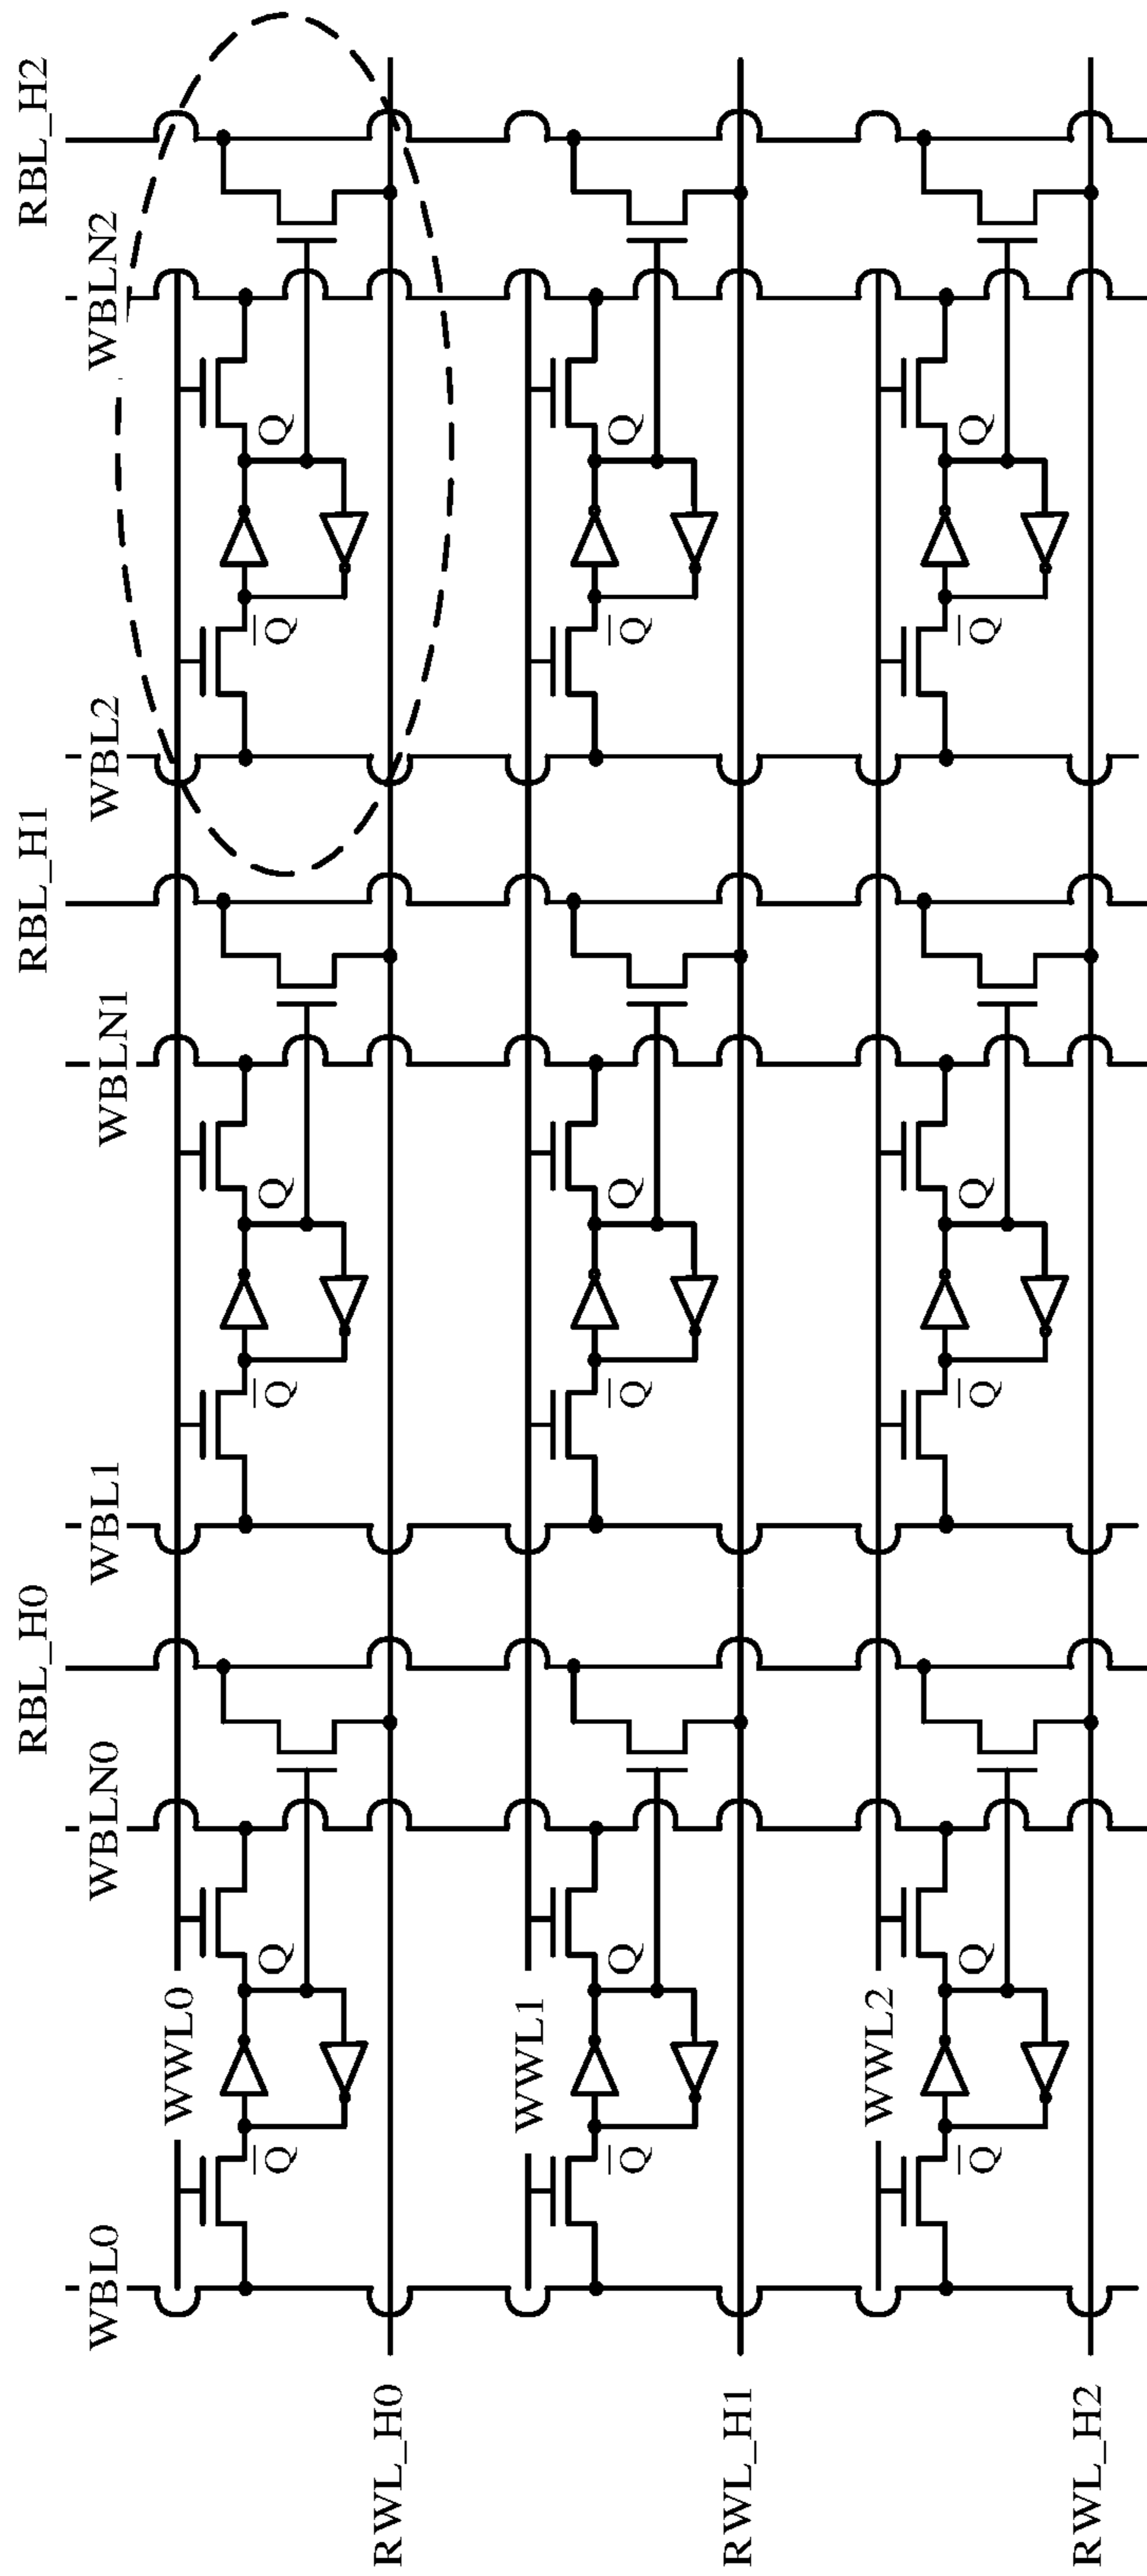 RBL_H0
RBL_H1
RBL_H2
WBL0
WBLN0
WBL1
WBLN1
WBL2
WBLN2
WWL0
Q̅
Q
Q̅
Q
Q̅
Q
RWL_H0
WWL1
Q̅
Q
Q̅
Q
Q̅
Q
RWL_H1
WWL2
Q̅
Q
Q̅
Q
Q̅
Q
RWL_H2